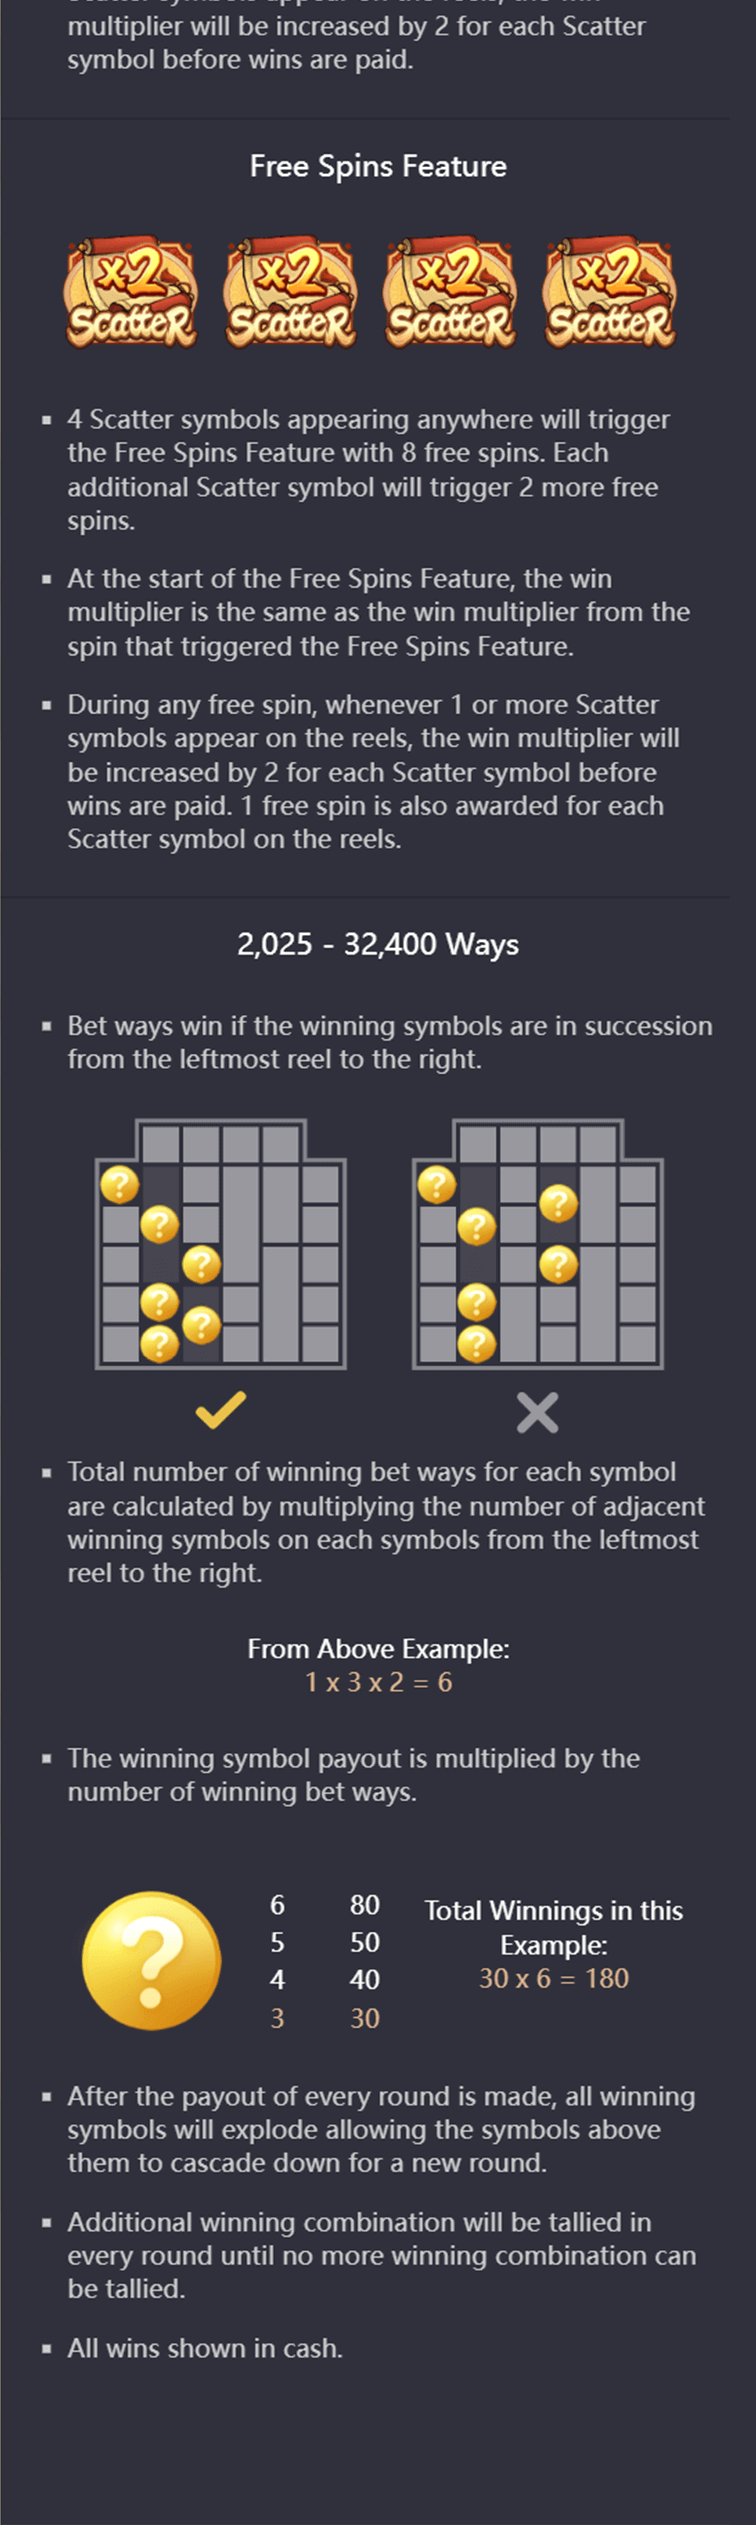 multiplier will be increased by 2 for each Scatter
symbol before wins are paid.
Free Spins Feature
x2 x2 x2 x2
Scatter Scatter Scatter Scatter
▪ 4 Scatter symbols appearing anywhere will trigger
the Free Spins Feature with 8 free spins. Each
additional Scatter symbol will trigger 2 more free
spins.
▪ At the start of the Free Spins Feature, the win
multiplier is the same as the win multiplier from the
spin that triggered the Free Spins Feature.
▪ During any free spin, whenever 1 or more Scatter
symbols appear on the reels, the win multiplier will
be increased by 2 for each Scatter symbol before
wins are paid. 1 free spin is also awarded for each
Scatter symbol on the reels.
2,025 - 32,400 Ways
▪ Bet ways win if the winning symbols are in succession
from the leftmost reel to the right.
? ?
? ?
? ?
? ?
? ?
? ?
▪ Total number of winning bet ways for each symbol
are calculated by multiplying the number of adjacent
winning symbols on each symbols from the leftmost
reel to the right.
From Above Example:
1 x 3 x 2 = 6
▪ The winning symbol payout is multiplied by the
number of winning bet ways.
?
6 80
5 50
4 40
3 30
Total Winnings in this
Example:
30 x 6 = 180
▪ After the payout of every round is made, all winning
symbols will explode allowing the symbols above
them to cascade down for a new round.
▪ Additional winning combination will be tallied in
every round until no more winning combination can
be tallied.
▪ All wins shown in cash.